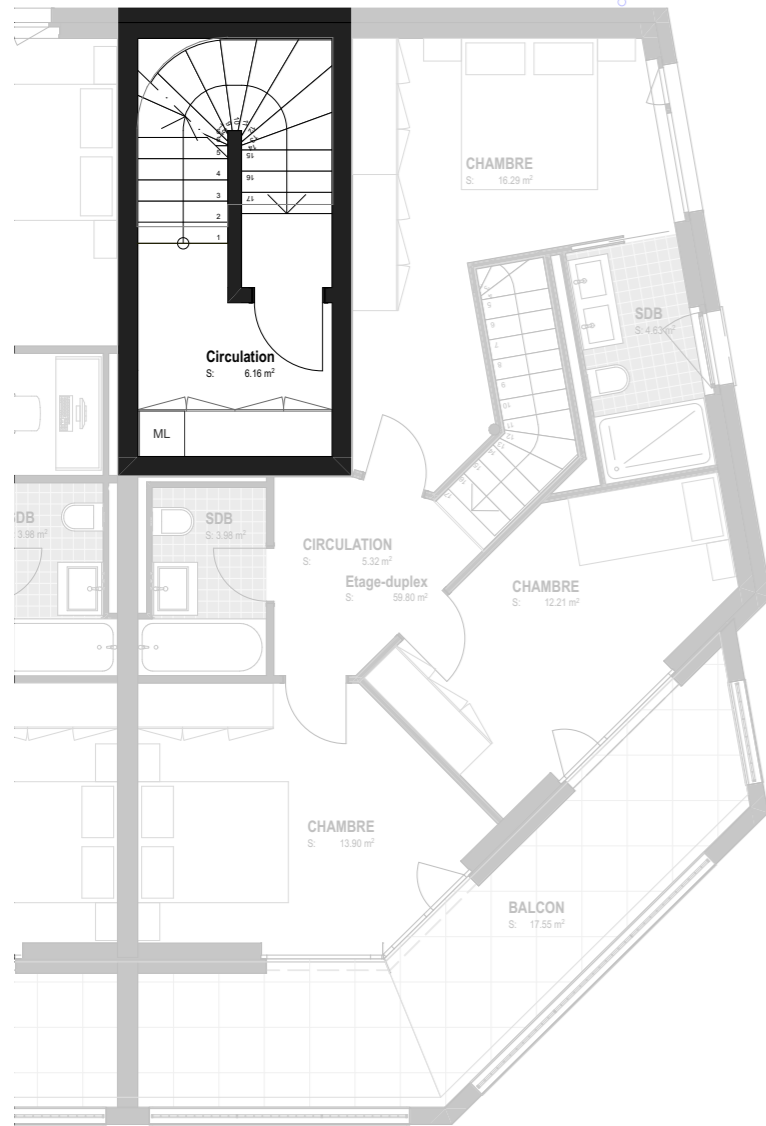 CHAMBRE
S: 16.29 m²
SDB
S: 4.63 m²
Circulation
S: 6.16 m²
ML
17
16
15
6
5
4
3
2
1
SDB
S: 3.98 m²
3.98 m²
CIRCULATION
S: 5.32 m²
Etage-duplex
S: 59.80 m²
CHAMBRE
S: 12.21 m²
CHAMBRE
S: 13.90 m²
BALCON
S: 17.55 m²